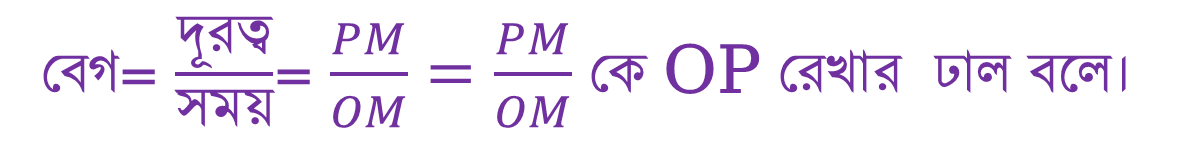 বেগ= দূরত্ব/সময় = PM/OM = PM/OM কে OP রেখার ঢাল বলে।